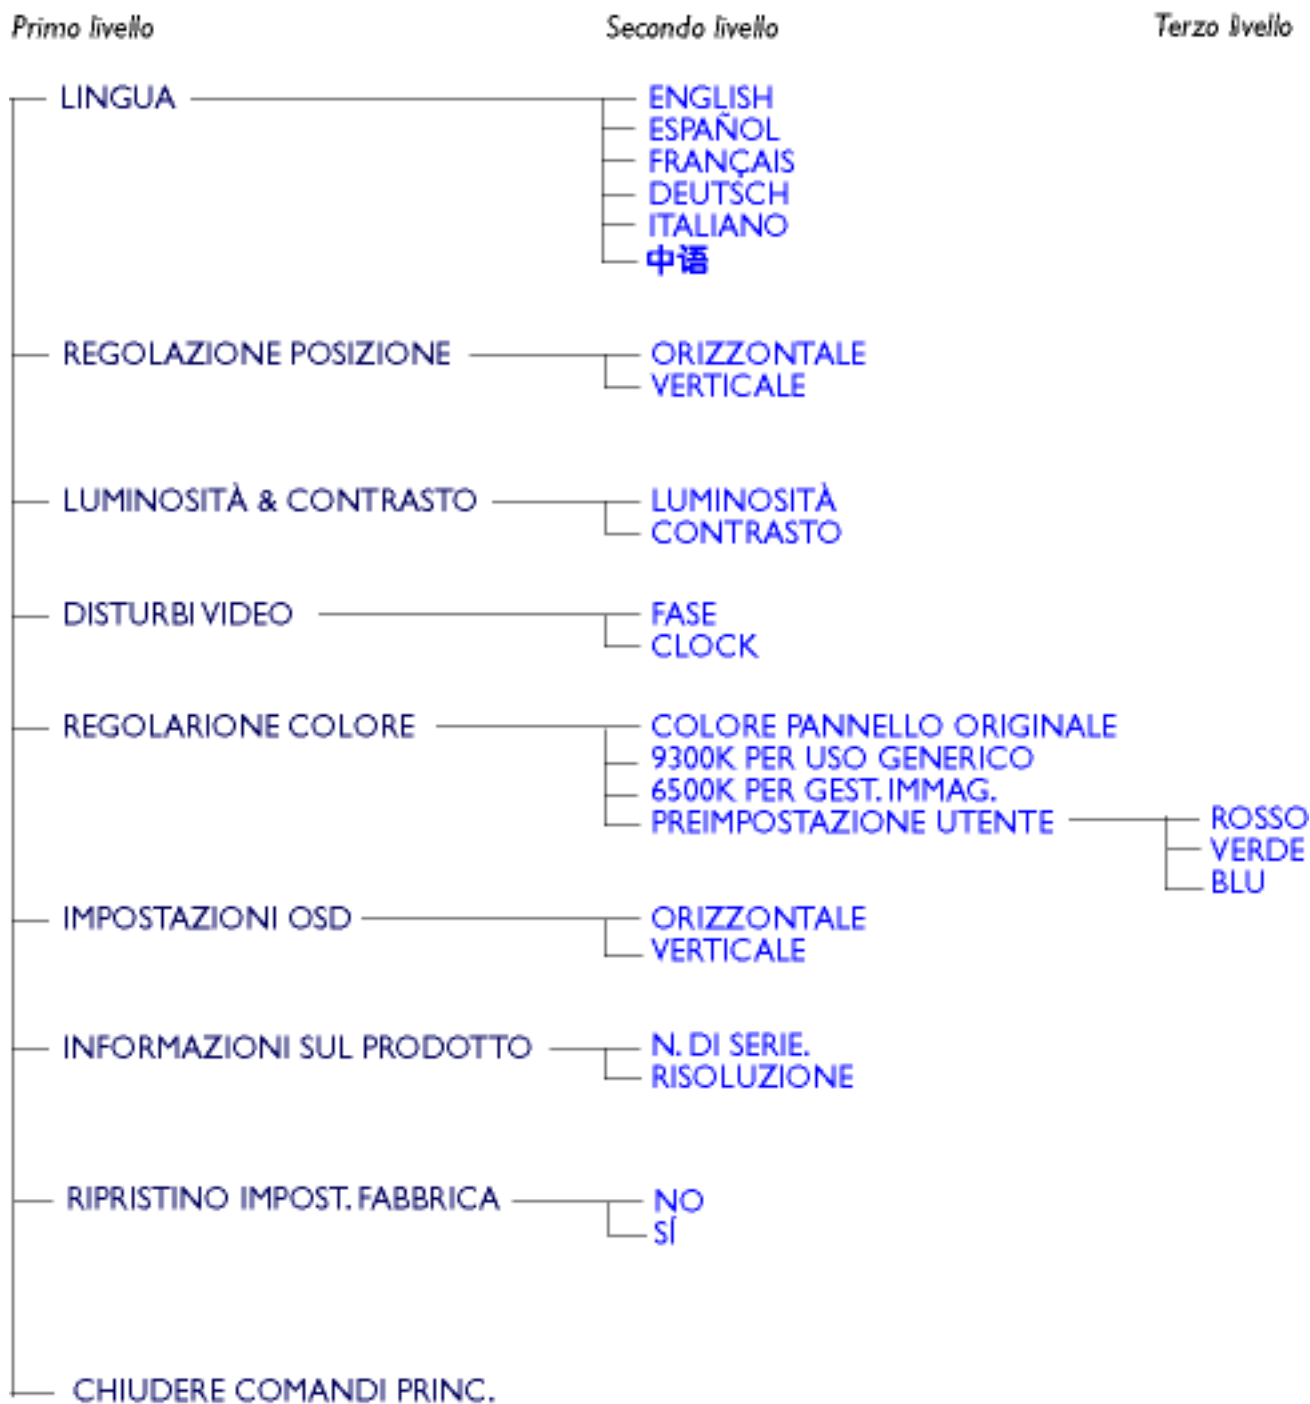 Primo livello Secondo livello Terzo livello
LINGUA ENGLISH
ESPAÑOL
FRANÇAIS
DEUTSCH
ITALIANO
中语
REGOLAZIONE POSIZIONE ORIZZONTALE
VERTICALE
LUMINOSITÀ & CONTRASTO LUMINOSITÀ
CONTRASTO
DISTURBI VIDEO FASE
CLOCK
REGOLARIONE COLORE COLORE PANNELLO ORIGINALE
9300K PER USO GENERICO
6500K PER GEST. IMMAG.
PREIMPOSTAZIONE UTENTE ROSSO
VERDE
BLU
IMPOSTAZIONI OSD ORIZZONTALE
VERTICALE
INFORMAZIONI SUL PRODOTTO N. DI SERIE.
RISOLUZIONE
RIPRISTINO IMPOST. FABBRICA NO
SÍ
CHIUDERE COMANDI PRINC.